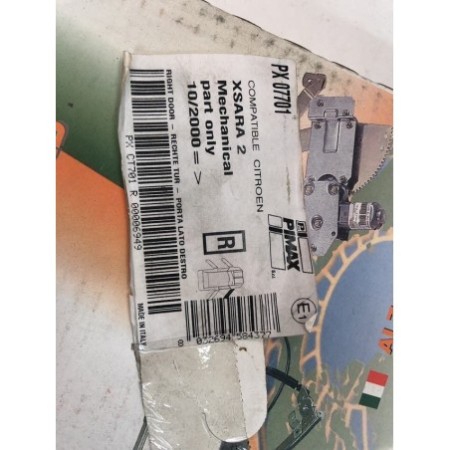 PX 07701
COMPATIBLE CITROEN
XSARA 2
Mechanical
part only
10/2000 = >
RIGHT DOOR - RECHTE TUR - PORTA LATO DESTRO
PX CT701 R 00006949
MADE IN ITALY
R
PIMAX
E1